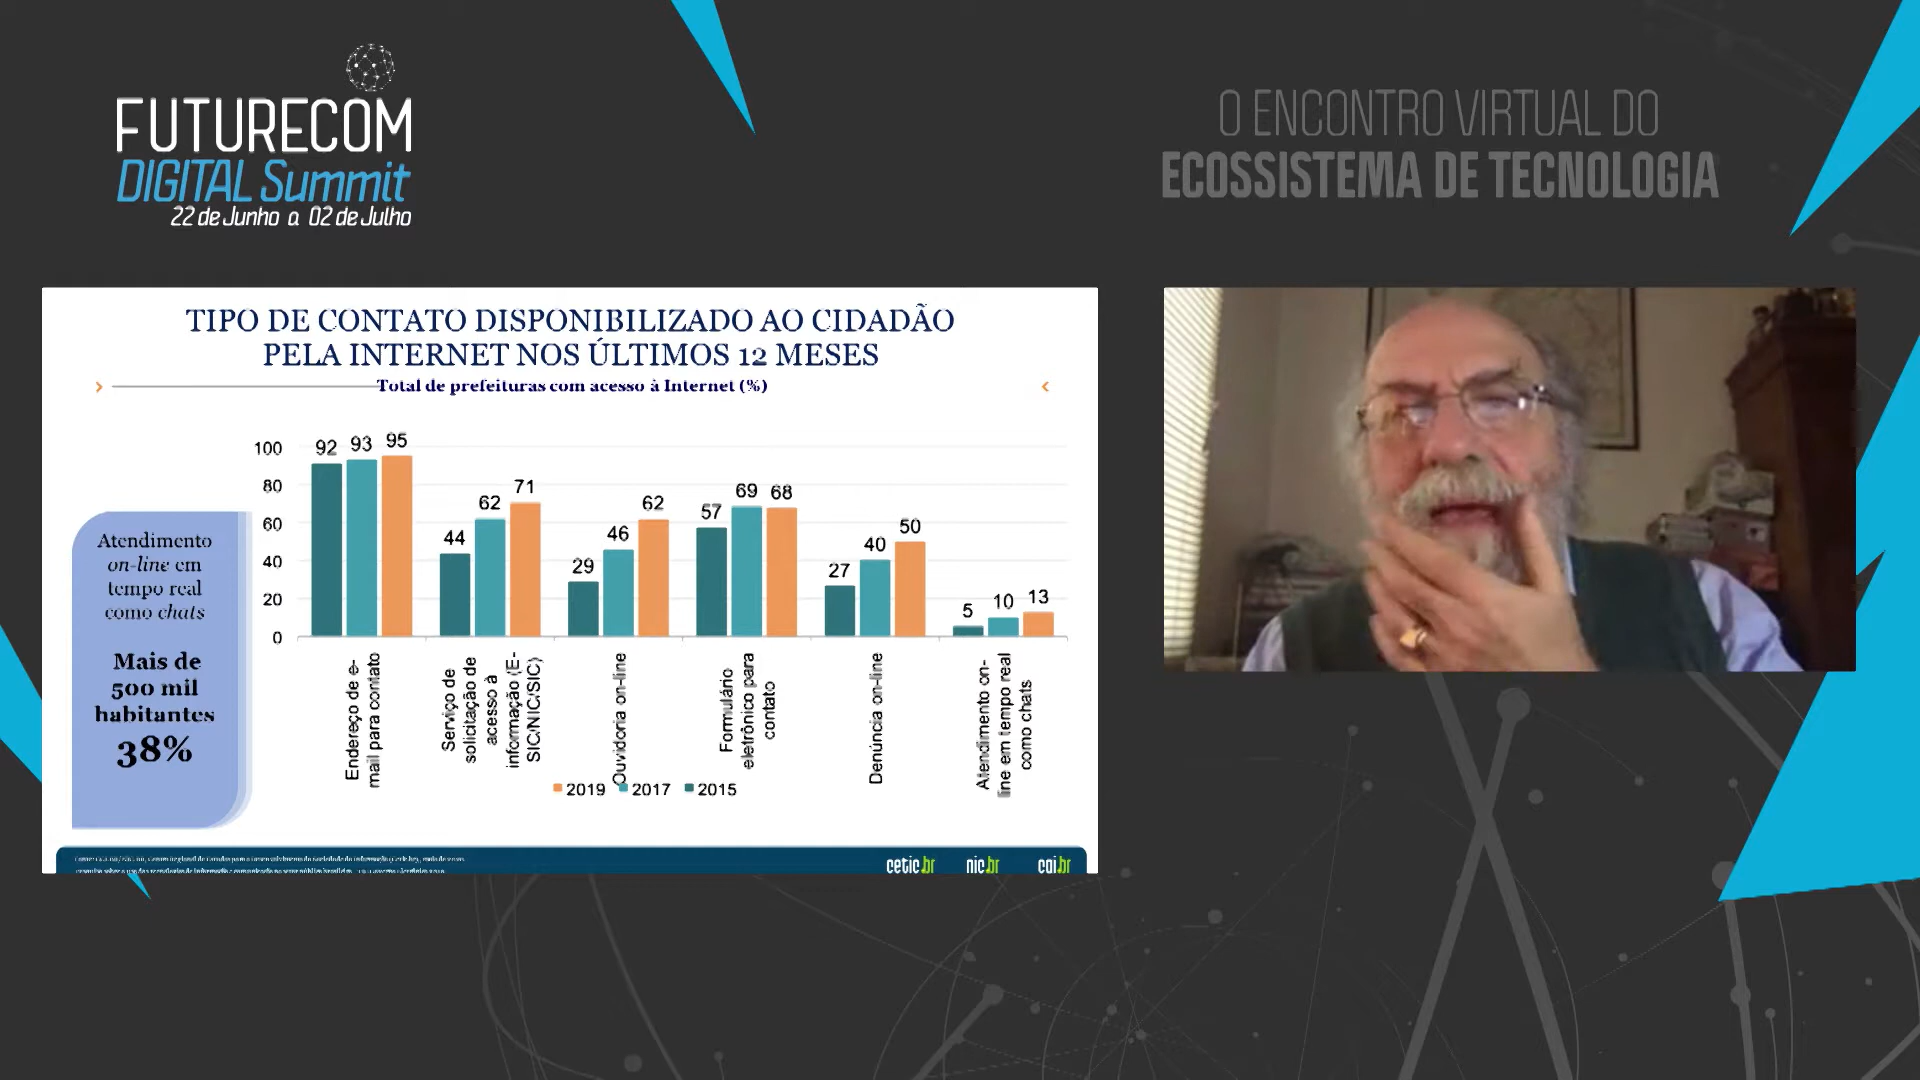 FUTURECOM
DIGITAL Summit
22 de Junho a 02 de Julho
O ENCONTRO VIRTUAL DO
ECOSSISTEMA DE TECNOLOGIA
TIPO DE CONTATO DISPONIBILIZADO AO CIDADÃO
PELA INTERNET NOS ÚLTIMOS 12 MESES
Total de prefeituras com acesso à Internet (%)
Atendimento
on-line em
tempo real
como chats
Mais de
500 mil
habitantes
38%
100
80
60
40
20
0
92 93 95
44 62 71
29 46 62
57 69 68
27 40 50
5 10 13
Endereço de e-
mail para contato
Serviço de
solicitação de
acesso à
informação (E-
SIC/NIC/SIC)
Ouvidoria on-line
Formulário
eletrônico para
contato
Denúncia on-line
Atendimento on-
line em tempo real
como chats
2019 2017 2015
cetic.br nic.br cgi.br